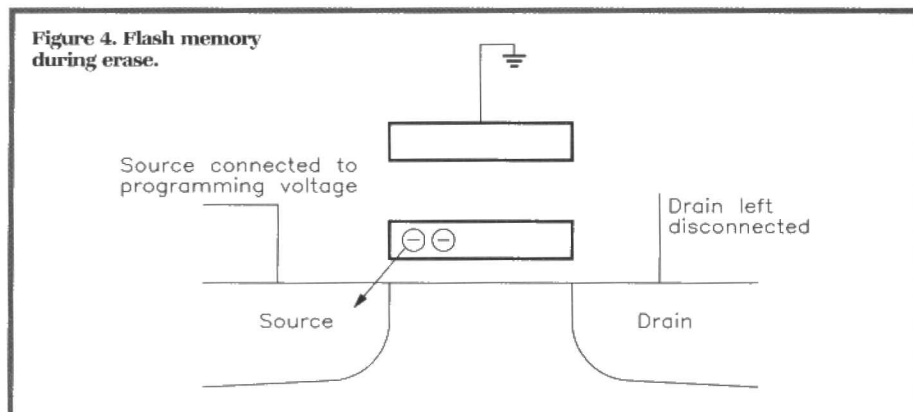 Figure 4. Flash memory
during erase.
Source connected to
programming voltage
Drain left
disconnected
Source
Drain